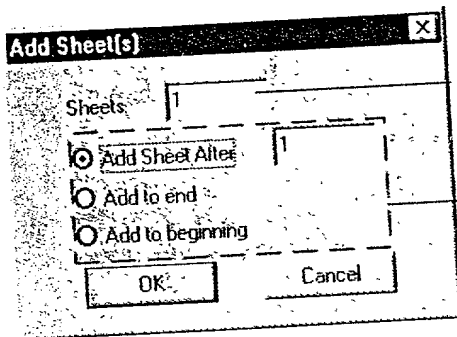 Add Sheet[s]
Sheets 1
Add Sheet After 1
Add to end
Add to beginning
OK Cancel